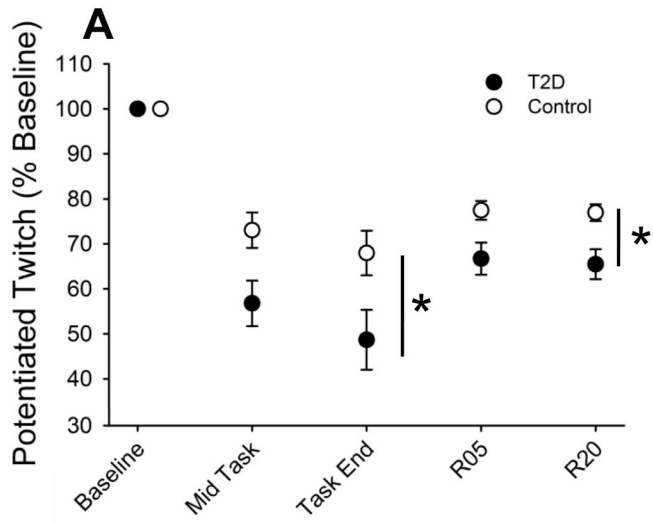 A
Potentiated Twitch (% Baseline)
110
100
90
80
70
60
50
40
30
T2D
Control
*
*
Baseline
Mid Task
Task End
R05
R20